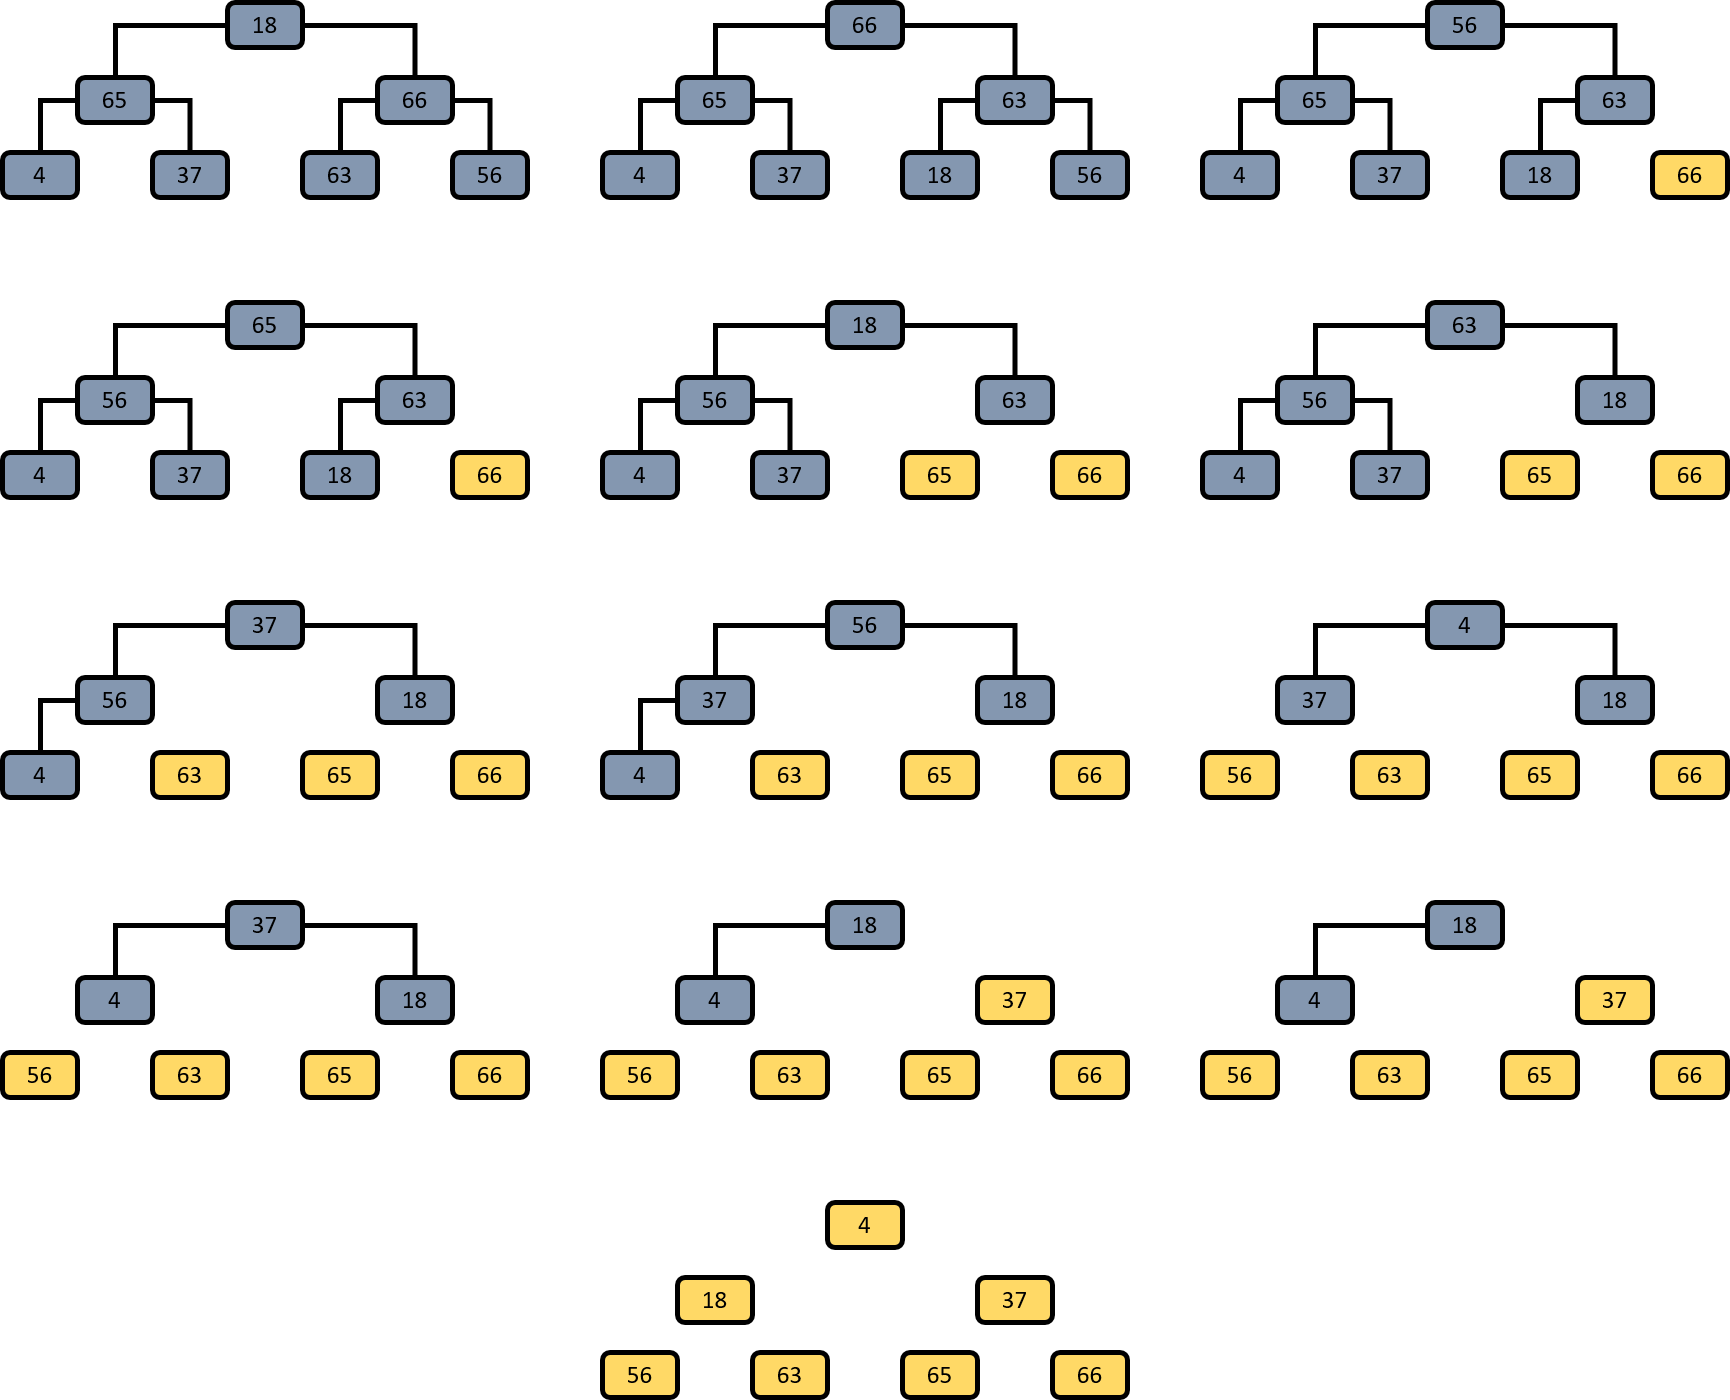 18 66 56
65 66 65 63 65 63
4 37 63 56 4 37 18 56 4 37 18 66
65 18 63
56 63 56 63 56 18
4 37 18 66 4 37 65 66 4 37 65 66
37 56 4
56 18 37 18 37 18
4 63 65 66 4 63 65 66 56 63 65 66
37 18 18
4 18 4 37 4 37
56 63 65 66 56 63 65 66 56 63 65 66
4
18 37
56 63 65 66